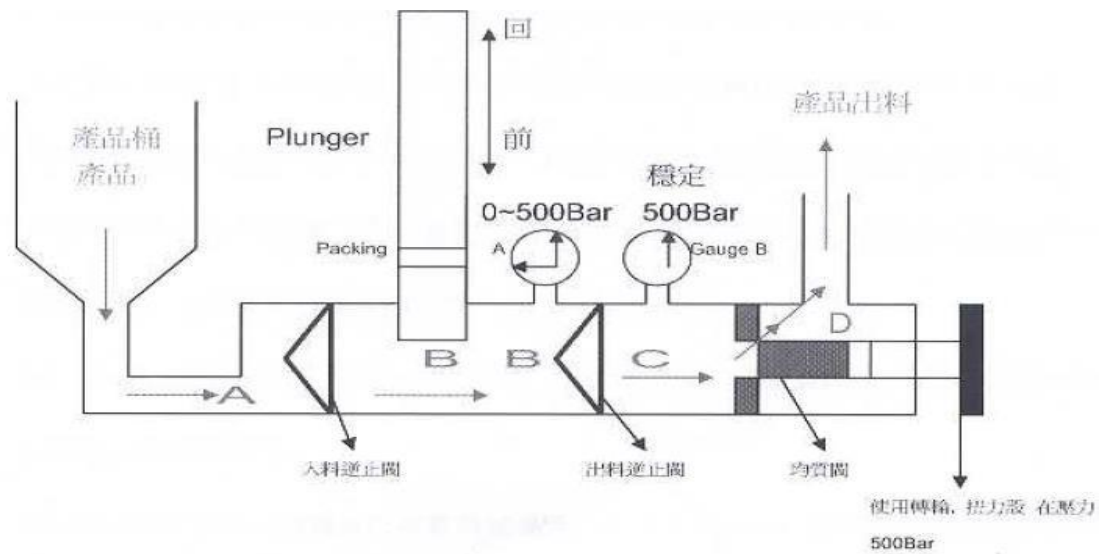 回
產品出料
產品桶
產品
Plunger
前
穩定
0~500Bar
500Bar
Packing
A
Gauge B
D
B
B
C
A
入料逆止閥
出料逆止閥
均質閥
使用轉輪, 扭力設 在壓力
500Bar